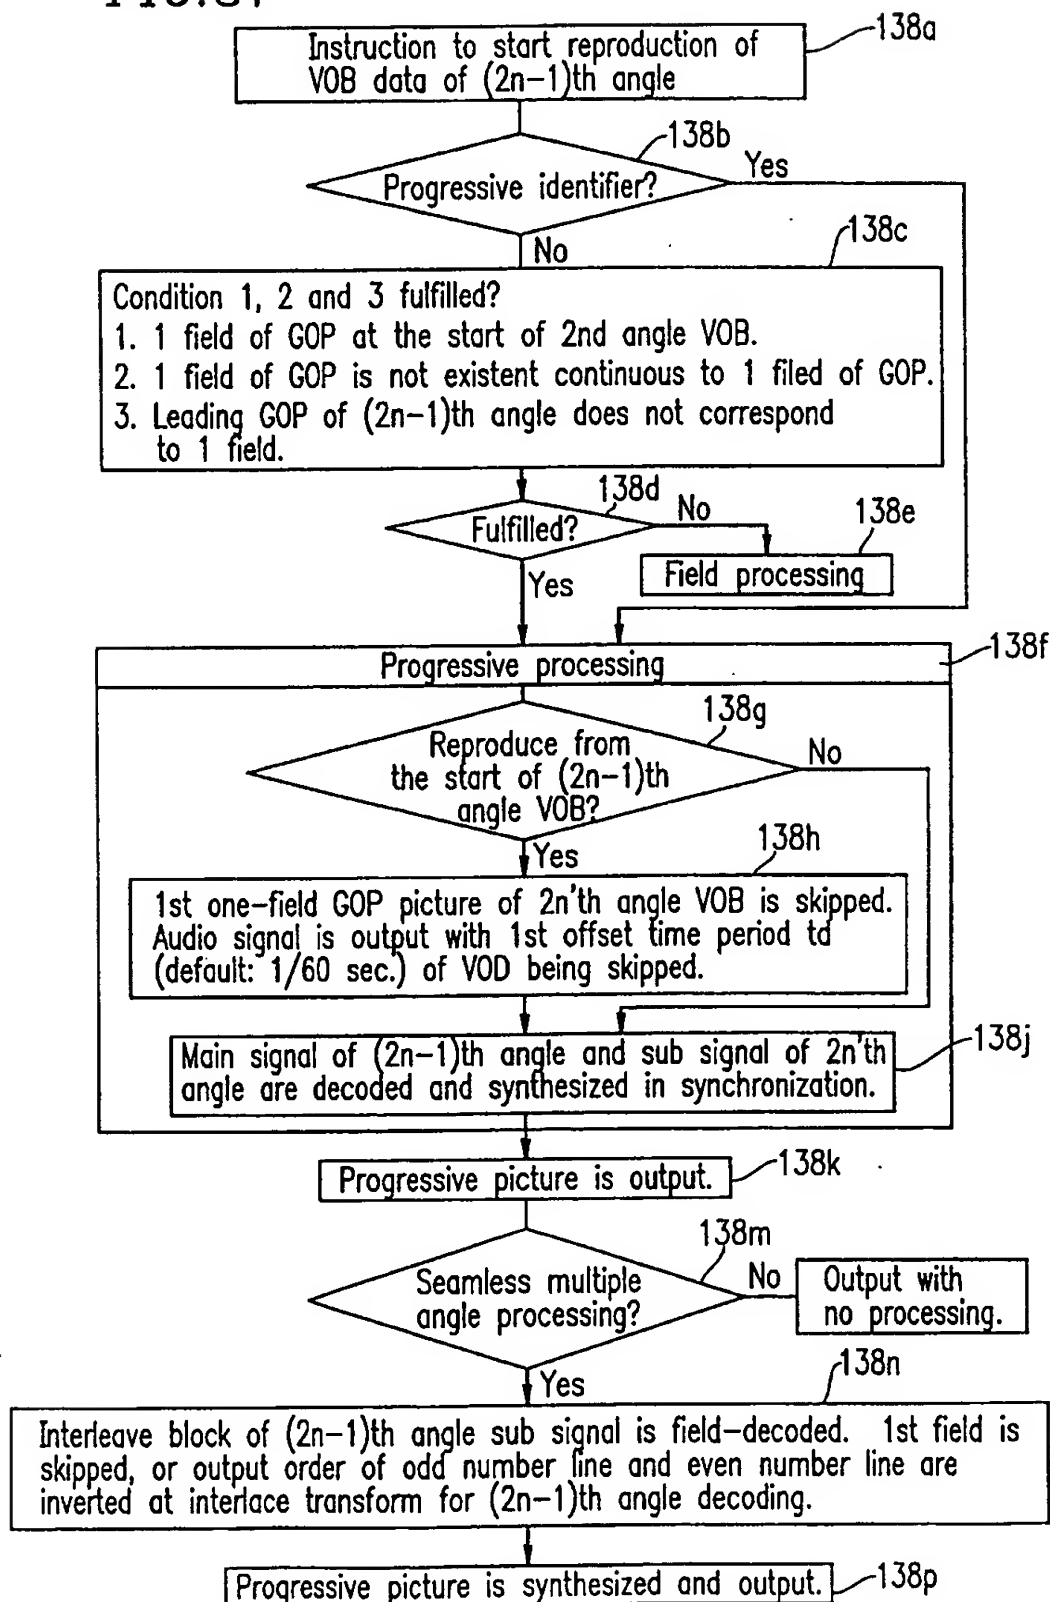 138a
Instruction to start reproduction of
VOB data of (2n-1)th angle
138b
Progressive identifier?
Yes
No
138c
Condition 1, 2 and 3 fulfilled?
1. 1 field of GOP at the start of 2nd angle VOB.
2. 1 field of GOP is not existent continuous to 1 filed of GOP.
3. Leading GOP of (2n-1)th angle does not correspond
to 1 field.
138d
Fulfilled?
No
138e
Field processing
Yes
138f
Progressive processing
138g
Reproduce from
the start of (2n-1)th
angle VOB?
No
Yes
138h
1st one-field GOP picture of 2n'th angle VOB is skipped.
Audio signal is output with 1st offset time period td
(default: 1/60 sec.) of VOD being skipped.
Main signal of (2n-1)th angle and sub signal of 2n'th
angle are decoded and synthesized in synchronization.
138j
Progressive picture is output.
138k
138m
Seamless multiple
angle processing?
No
Output with
no processing.
Yes
138n
Interleave block of (2n-1)th angle sub signal is field-decoded. 1st field is
skipped, or output order of odd number line and even number line are
inverted at interlace transform for (2n-1)th angle decoding.
Progressive picture is synthesized and output.
138p